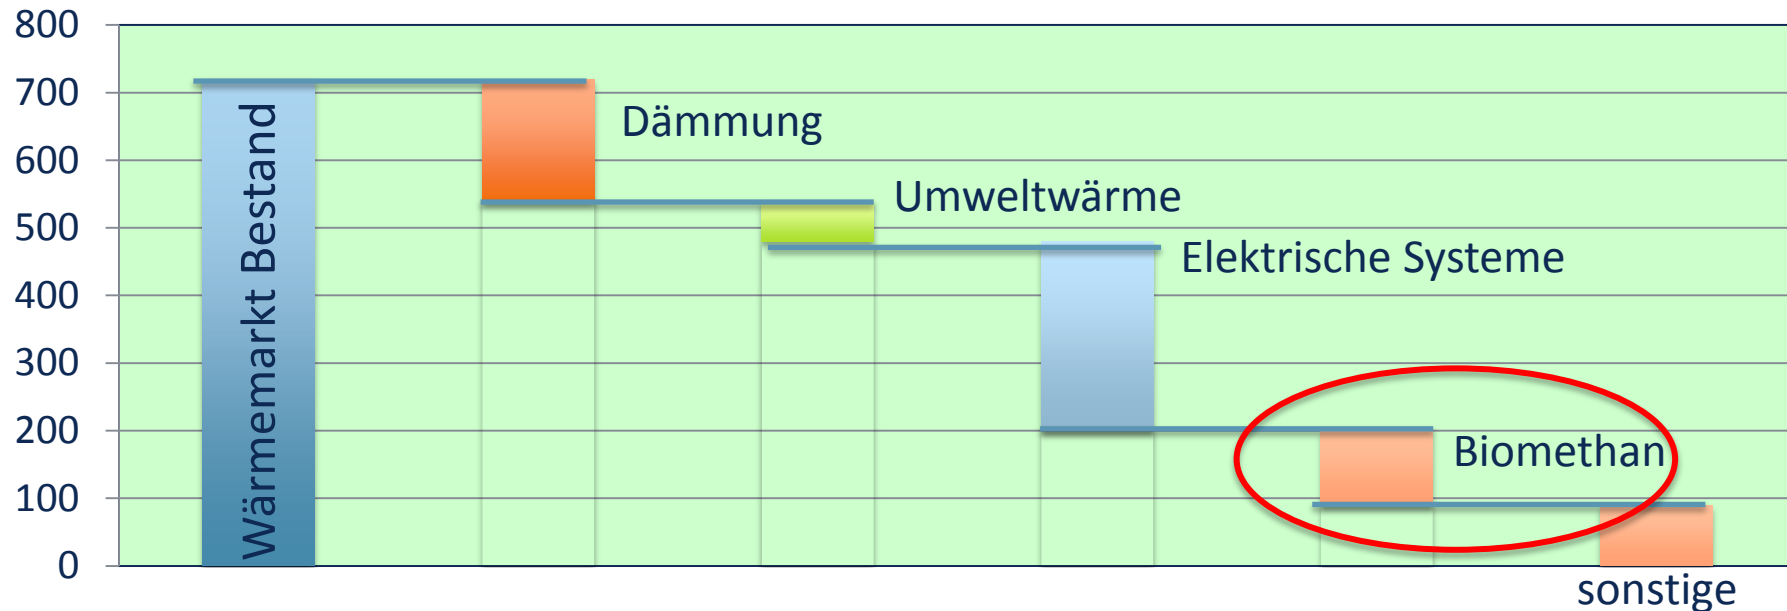 800
700
600
500
400
300
200
100
0
Wärmemarkt Bestand
Dämmung
Umweltwärme
Elektrische Systeme
Biomethan
sonstige